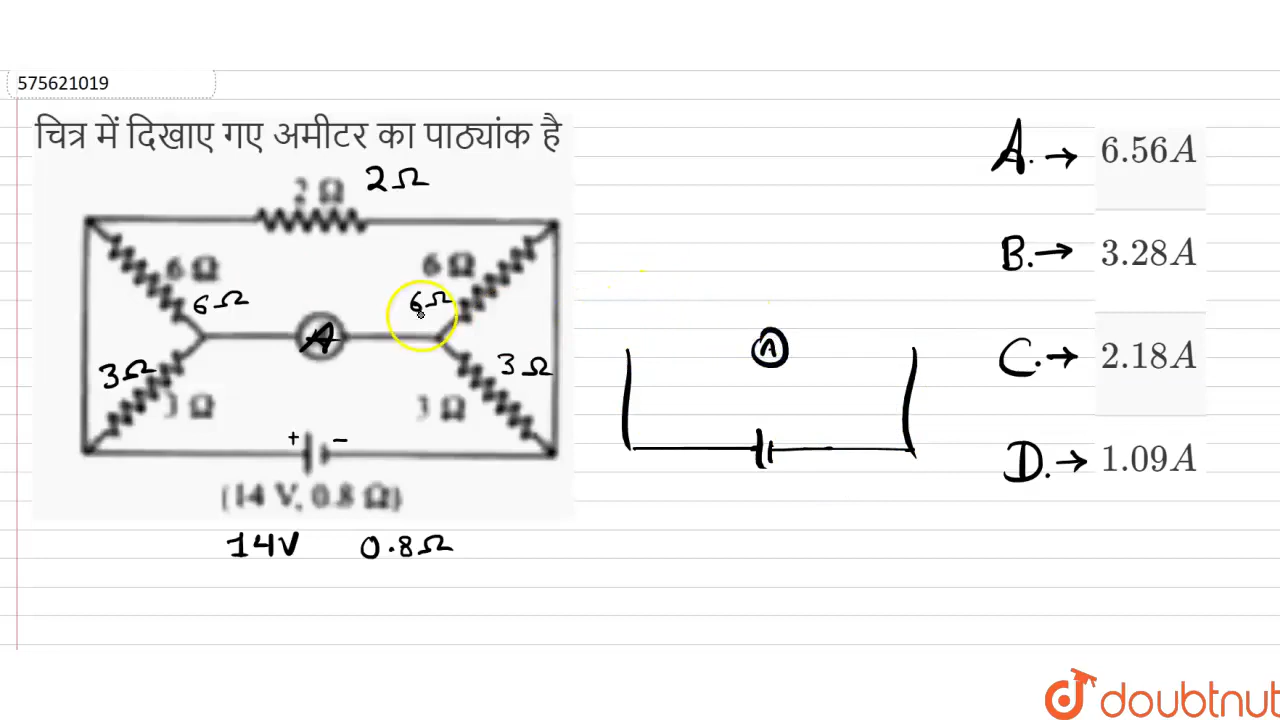 575621019
चित्र में दिखाए गए अमीटर का पाठ्यांक है
2 Ω 2Ω
6 Ω 6 Ω
6Ω 6Ω
A
3Ω 3Ω
3 Ω 3 Ω
+ −
(14 V, 0.8 Ω)
14V 0.8Ω
A
A. → 6.56A
B. → 3.28A
C. → 2.18A
D. → 1.09A
doubtnut